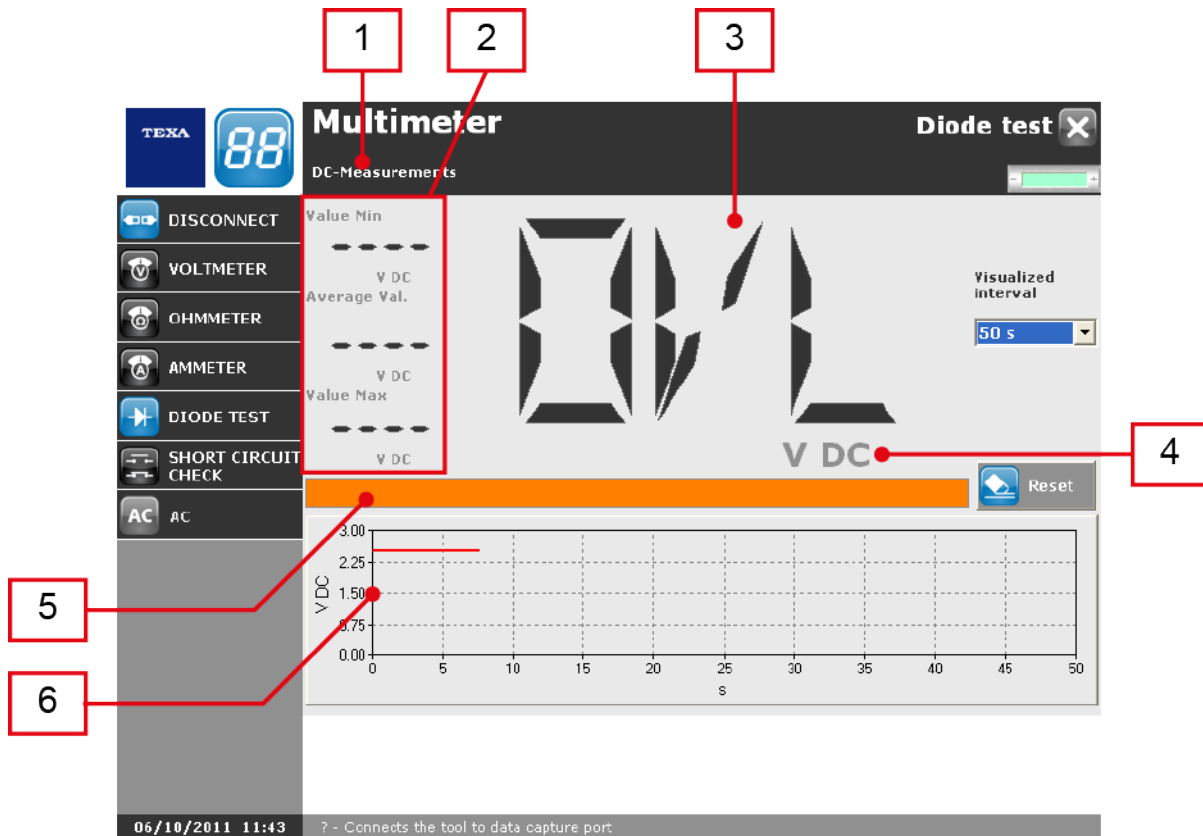 1
2
3
TEXA
88
Multimeter
Diode test
DC-Measurements
- +
DISCONNECT
VOLTMETER
OHMMETER
AMMETER
DIODE TEST
SHORT CIRCUIT
CHECK
AC AC
Value Min
----
V DC
Average Val.
----
V DC
Value Max
----
V DC
0V/L
V DC
Visualized
interval
50 s
4
Reset
5
6
V DC
3.00
2.25
1.50
0.75
0.00
0 5 10 15 20 25 30 35 40 45 50
s
06/10/2011 11:43
? - Connects the tool to data capture port